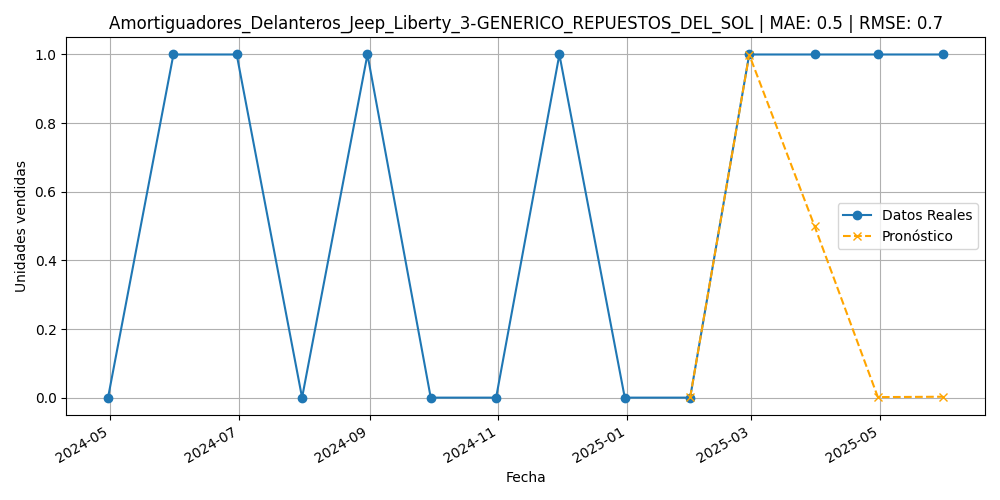 Amortiguadores_Delanteros_Jeep_Liberty_3-GENERICO_REPUESTOS_DEL_SOL | MAE: 0.5 | RMSE: 0.7
Unidades vendidas
1.0
0.8
0.6
0.4
0.2
0.0
Datos Reales
Pronóstico
2024-05
2024-07
2024-09
2024-11
2025-01
2025-03
2025-05
Fecha